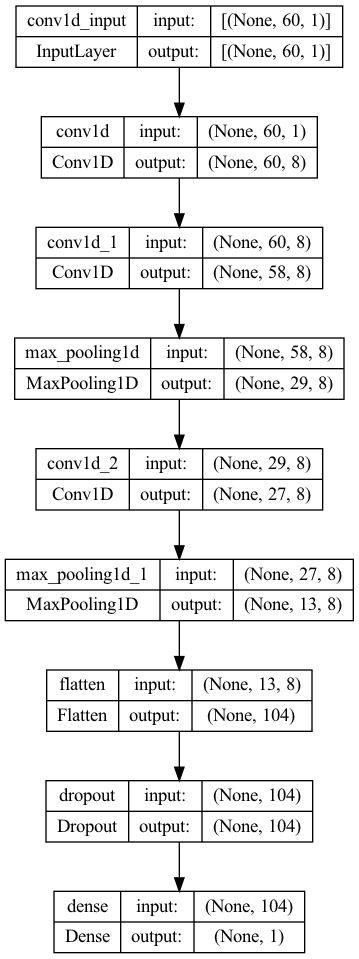 conv1d_input input: [(None, 60, 1)]
InputLayer output: [(None, 60, 1)]
conv1d input: (None, 60, 1)
Conv1D output: (None, 60, 8)
conv1d_1 input: (None, 60, 8)
Conv1D output: (None, 58, 8)
max_pooling1d input: (None, 58, 8)
MaxPooling1D output: (None, 29, 8)
conv1d_2 input: (None, 29, 8)
Conv1D output: (None, 27, 8)
max_pooling1d_1 input: (None, 27, 8)
MaxPooling1D output: (None, 13, 8)
flatten input: (None, 13, 8)
Flatten output: (None, 104)
dropout input: (None, 104)
Dropout output: (None, 104)
dense input: (None, 104)
Dense output: (None, 1)